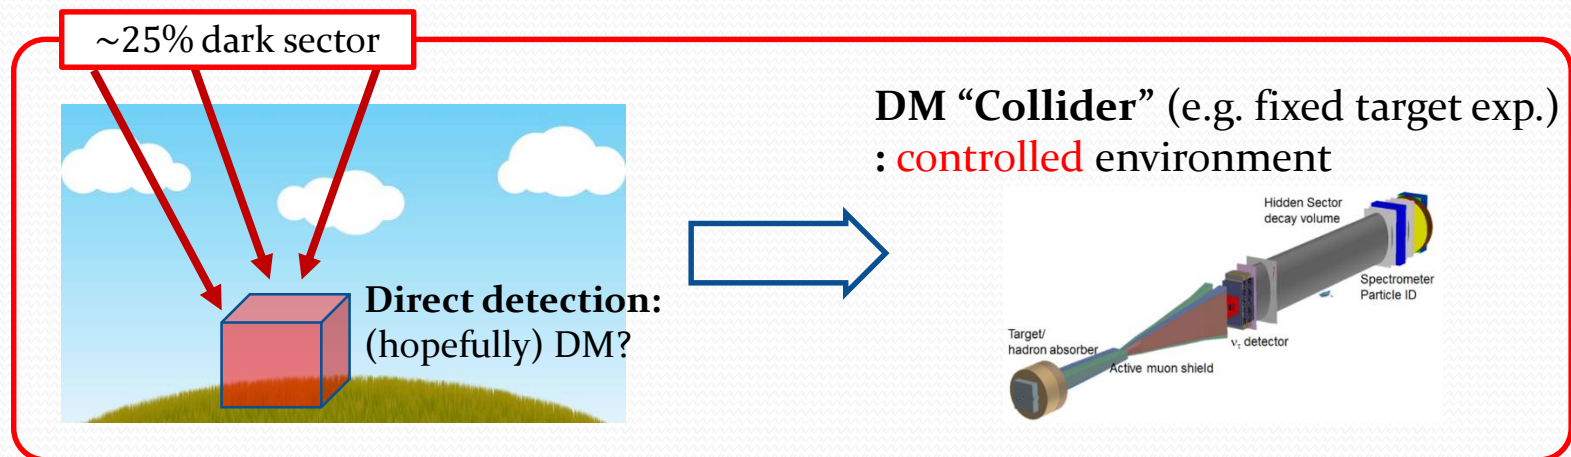 ~25% dark sector
Direct detection:
(hopefully) DM?
DM “Collider” (e.g. fixed target exp.)
: controlled environment
Hidden Sector
decay volume
Spectrometer
Particle ID
Target/
hadron absorber
ντ detector
Active muon shield